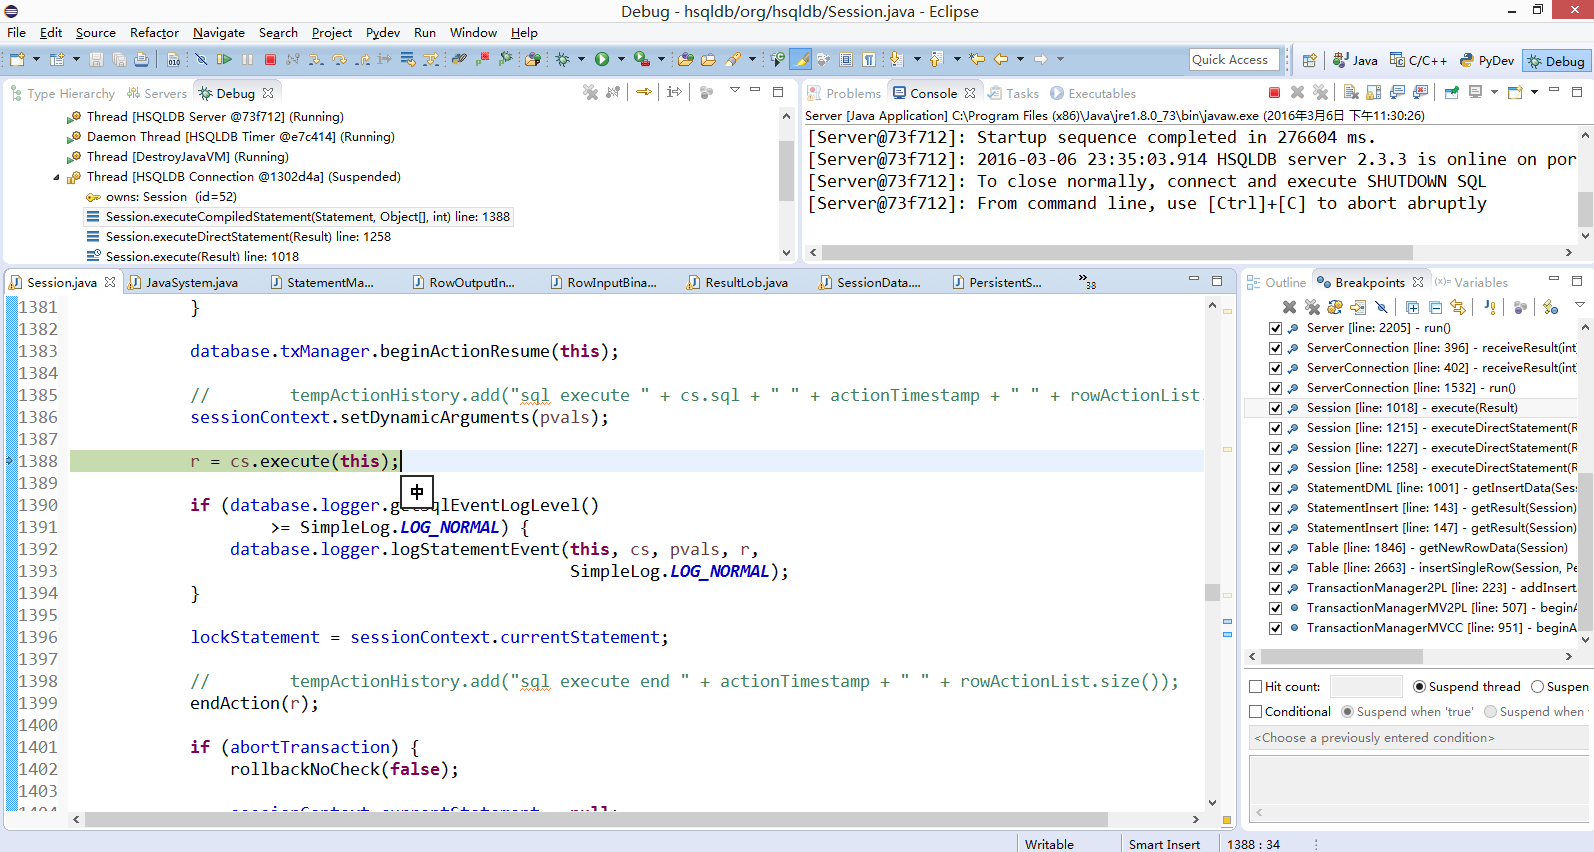 Debug - hsqldb/org/hsqldb/Session.java - Eclipse
File Edit Source Refactor Navigate Search Project Pydev Run Window Help
Quick Access Java C/C++ PyDev Debug
Type Hierarchy Servers Debug
Thread [HSQLDB Server @73f712] (Running)
Daemon Thread [HSQLDB Timer @e7c414] (Running)
Thread [DestroyJavaVM] (Running)
Thread [HSQLDB Connection @1302d4a] (Suspended)
owns: Session (id=52)
Session.executeCompiledStatement(Statement, Object[], int) line: 1388
Session.executeDirectStatement(Result) line: 1258
Session.execute(Result) line: 1018
Problems Console Tasks Executables
Server [Java Application] C:\Program Files (x86)\Java\jre1.8.0_73\bin\javaw.exe (2016年3月6日 下午11:30:26)
[Server@73f712]: Startup sequence completed in 276604 ms.
[Server@73f712]: 2016-03-06 23:35:03.914 HSQLDB server 2.3.3 is online on por
[Server@73f712]: To close normally, connect and execute SHUTDOWN SQL
[Server@73f712]: From command line, use [Ctrl]+[C] to abort abruptly
Session.java JavaSystem.java StatementMa... RowOutputIn... RowInputBina... ResultLob.java SessionData.... PersistentS... »38
1381 }
1382
1383 database.txManager.beginActionResume(this);
1384
1385 // tempActionHistory.add("sql execute " + cs.sql + " " + actionTimestamp + " " + rowActionList.
1386 sessionContext.setDynamicArguments(pvals);
1387
1388 r = cs.execute(this);
中
1389
1390 if (database.logger.getSqlEventLogLevel()
1391 >= SimpleLog.LOG_NORMAL) {
1392 database.logger.logStatementEvent(this, cs, pvals, r,
1393 SimpleLog.LOG_NORMAL);
1394 }
1395
1396 lockStatement = sessionContext.currentStatement;
1397
1398 // tempActionHistory.add("sql execute end " + actionTimestamp + " " + rowActionList.size());
1399 endAction(r);
1400
1401 if (abortTransaction) {
1402 rollbackNoCheck(false);
1403
Outline Breakpoints (x)= Variables
Server [line: 2205] - run()
ServerConnection [line: 396] - receiveResult(int)
ServerConnection [line: 402] - receiveResult(int)
ServerConnection [line: 1532] - run()
Session [line: 1018] - execute(Result)
Session [line: 1215] - executeDirectStatement(R
Session [line: 1227] - executeDirectStatement(R
Session [line: 1258] - executeDirectStatement(R
StatementDML [line: 1001] - getInsertData(Sess
StatementInsert [line: 143] - getResult(Session)
StatementInsert [line: 147] - getResult(Session)
Table [line: 1846] - getNewRowData(Session)
Table [line: 2663] - insertSingleRow(Session, Pe
TransactionManager2PL [line: 223] - addInsert
TransactionManagerMV2PL [line: 507] - beginA
TransactionManagerMVCC [line: 951] - beginA
Hit count: Suspend thread Suspen
Conditional Suspend when 'true' Suspend when
<Choose a previously entered condition>
Writable Smart Insert 1388 : 34